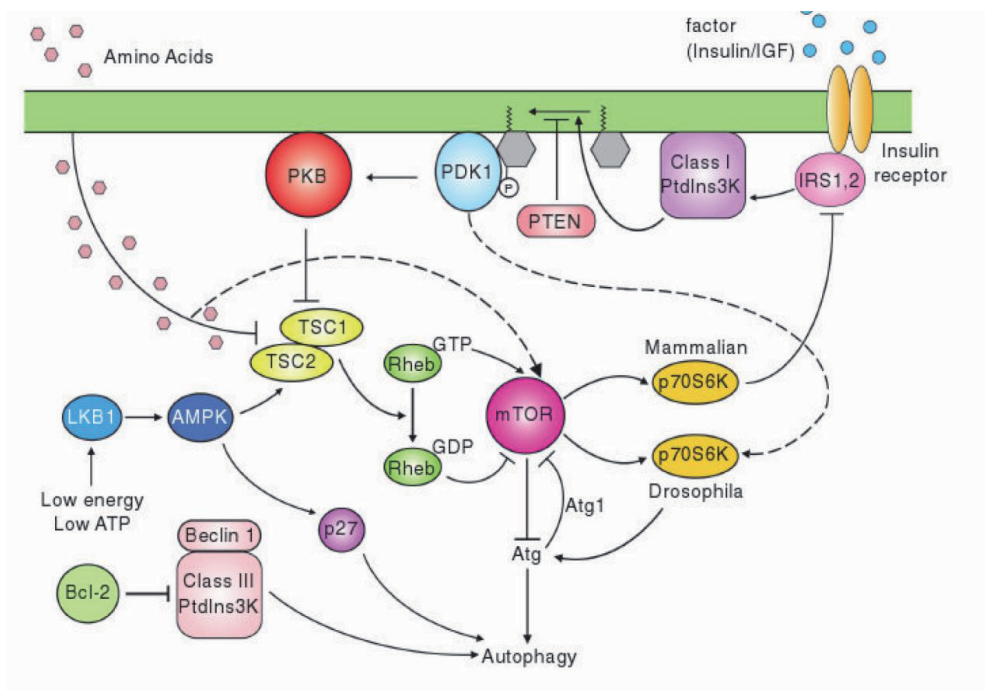 factor
(Insulin/IGF)
Amino Acids
Insulin
receptor
PKB
PDK1
P
PTEN
Class I
PtdIns3K
IRS1,2
TSC1
TSC2
Rheb
GTP
mTOR
Mammalian
p70S6K
LKB1
AMPK
Rheb
GDP
p70S6K
Drosophila
Low energy
Low ATP
p27
Atg1
Atg
Beclin 1
Class III
PtdIns3K
Bcl-2
Autophagy